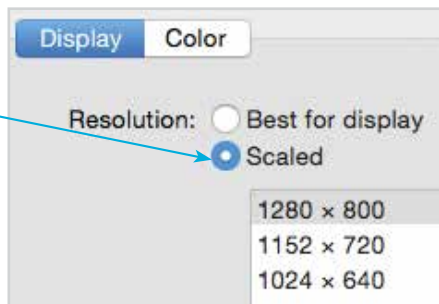 Display Color
Resolution: Best for display
Scaled
1280 × 800
1152 × 720
1024 × 640